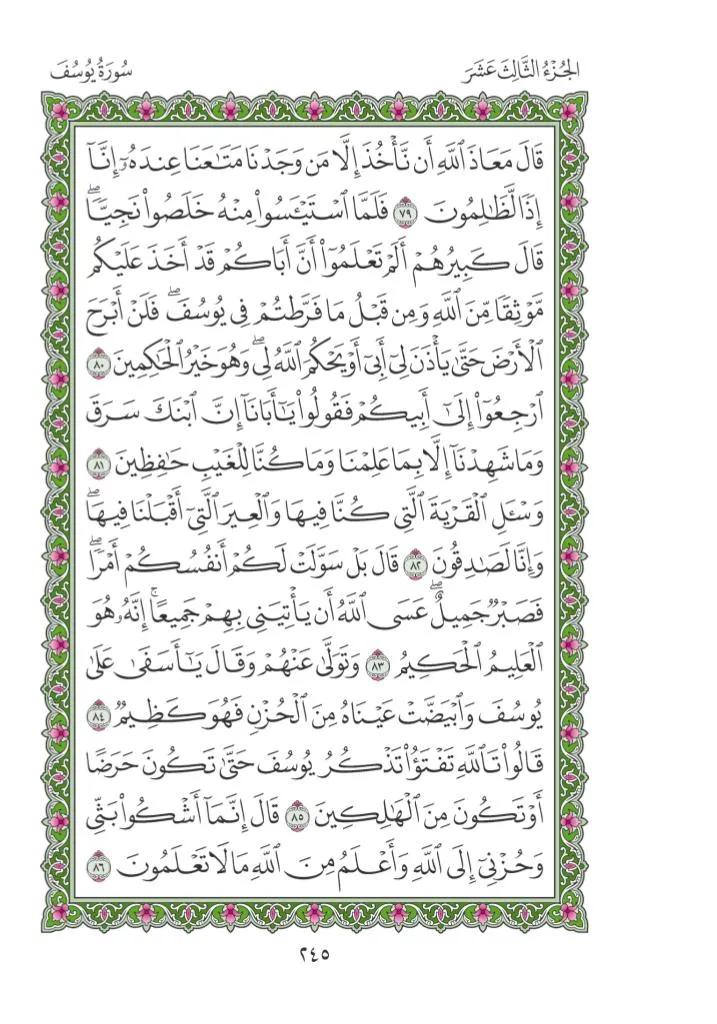 الجُزْءُ الثَّالِثَ عَشَرَ
سُورَةُ يُوسُفَ
قَالَ مَعَاذَ ٱللَّهِ أَن نَّأْخُذَ إِلَّا مَن وَجَدْنَا مَتَٰعَنَا عِندَهُۥٓ إِنَّآ
إِذًا لَّظَٰلِمُونَ ٧٩ فَلَمَّا ٱسْتَيْـَٔسُوا۟ مِنْهُ خَلَصُوا۟ نَجِيًّاۖ
قَالَ كَبِيرُهُمْ أَلَمْ تَعْلَمُوٓا۟ أَنَّ أَبَاكُمْ قَدْ أَخَذَ عَلَيْكُم
مَّوْثِقًا مِّنَ ٱللَّهِ وَمِن قَبْلُ مَا فَرَّطتُمْ فِى يُوسُفَۖ فَلَنْ أَبْرَحَ
ٱلْأَرْضَ حَتَّىٰ يَأْذَنَ لِىٓ أَبِىٓ أَوْ يَحْكُمَ ٱللَّهُ لِىۖ وَهُوَ خَيْرُ ٱلْحَٰكِمِينَ ٨٠
ٱرْجِعُوٓا۟ إِلَىٰٓ أَبِيكُمْ فَقُولُوا۟ يَٰٓأَبَانَآ إِنَّ ٱبْنَكَ سَرَقَ
وَمَا شَهِدْنَآ إِلَّا بِمَا عَلِمْنَا وَمَا كُنَّا لِلْغَيْبِ حَٰفِظِينَ ٨١
وَسْـَٔلِ ٱلْقَرْيَةَ ٱلَّتِى كُنَّا فِيهَا وَٱلْعِيرَ ٱلَّتِىٓ أَقْبَلْنَا فِيهَاۖ
وَإِنَّا لَصَٰدِقُونَ ٨٢ قَالَ بَلْ سَوَّلَتْ لَكُمْ أَنفُسُكُمْ أَمْرًاۖ
فَصَبْرٌ جَمِيلٌۖ عَسَى ٱللَّهُ أَن يَأْتِيَنِى بِهِمْ جَمِيعًاۚ إِنَّهُۥ هُوَ
ٱلْعَلِيمُ ٱلْحَكِيمُ ٨٣ وَتَوَلَّىٰ عَنْهُمْ وَقَالَ يَٰٓأَسَفَىٰ عَلَىٰ
يُوسُفَ وَٱبْيَضَّتْ عَيْنَاهُ مِنَ ٱلْحُزْنِ فَهُوَ كَظِيمٌ ٨٤
قَالُوا۟ تَٱللَّهِ تَفْتَؤُا۟ تَذْكُرُ يُوسُفَ حَتَّىٰ تَكُونَ حَرَضًا
أَوْ تَكُونَ مِنَ ٱلْهَٰلِكِينَ ٨٥ قَالَ إِنَّمَآ أَشْكُوا۟ بَثِّى
وَحُزْنِىٓ إِلَى ٱللَّهِ وَأَعْلَمُ مِنَ ٱللَّهِ مَا لَا تَعْلَمُونَ ٨٦
٢٤٥